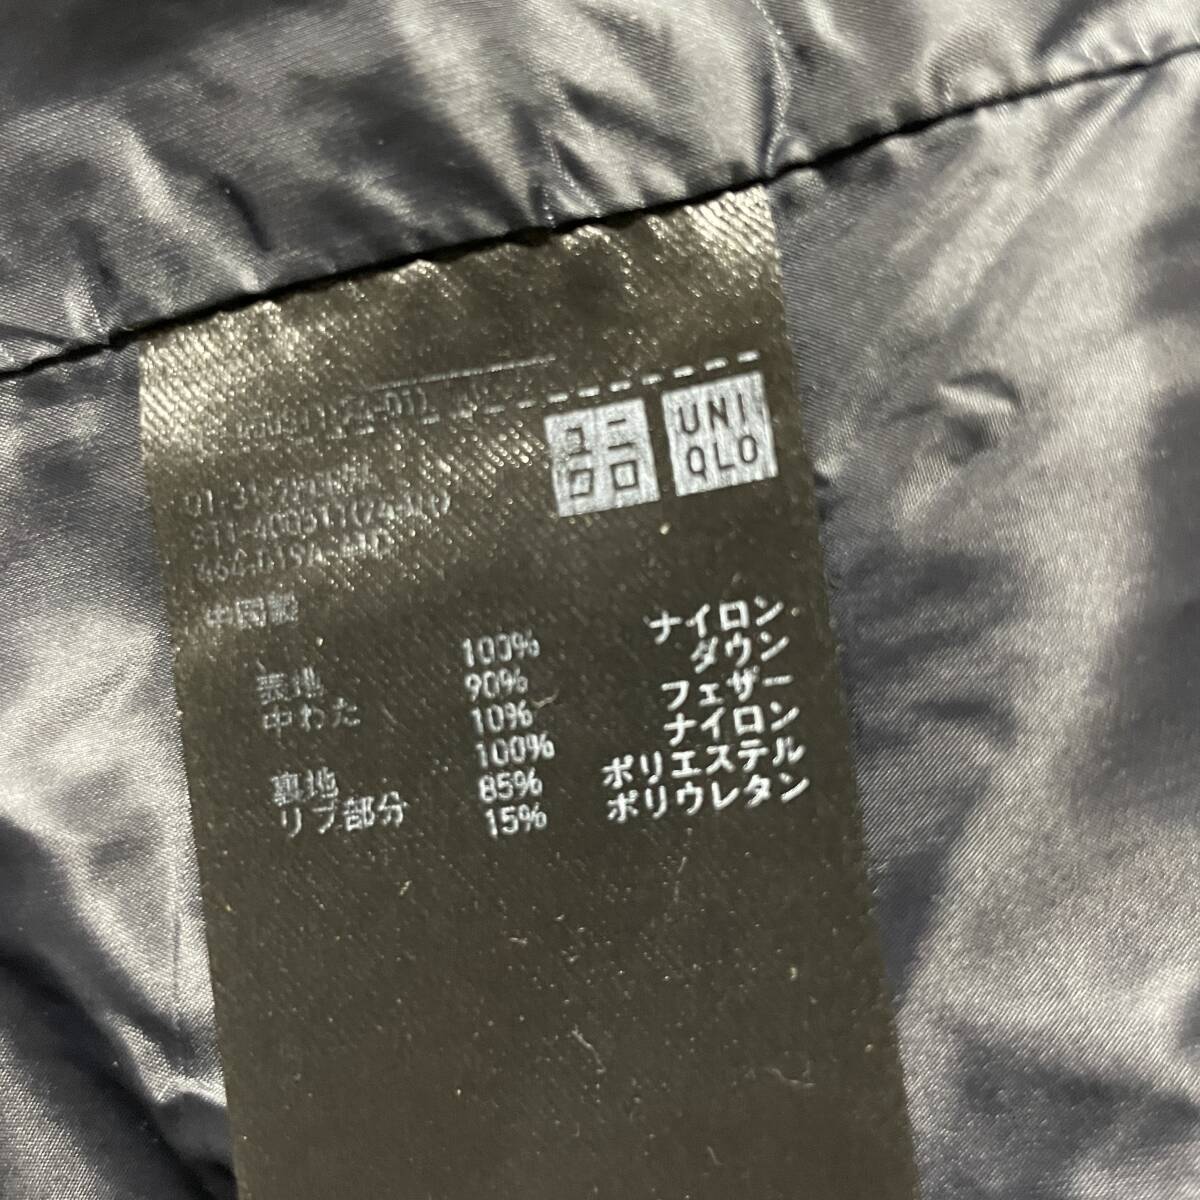 ユニ
クロ
UNI
QLO
中国製
表地 100% ナイロン
中わた 90% ダウン
10% フェザー
裏地 100% ナイロン
リブ部分 85% ポリエステル
15% ポリウレタン